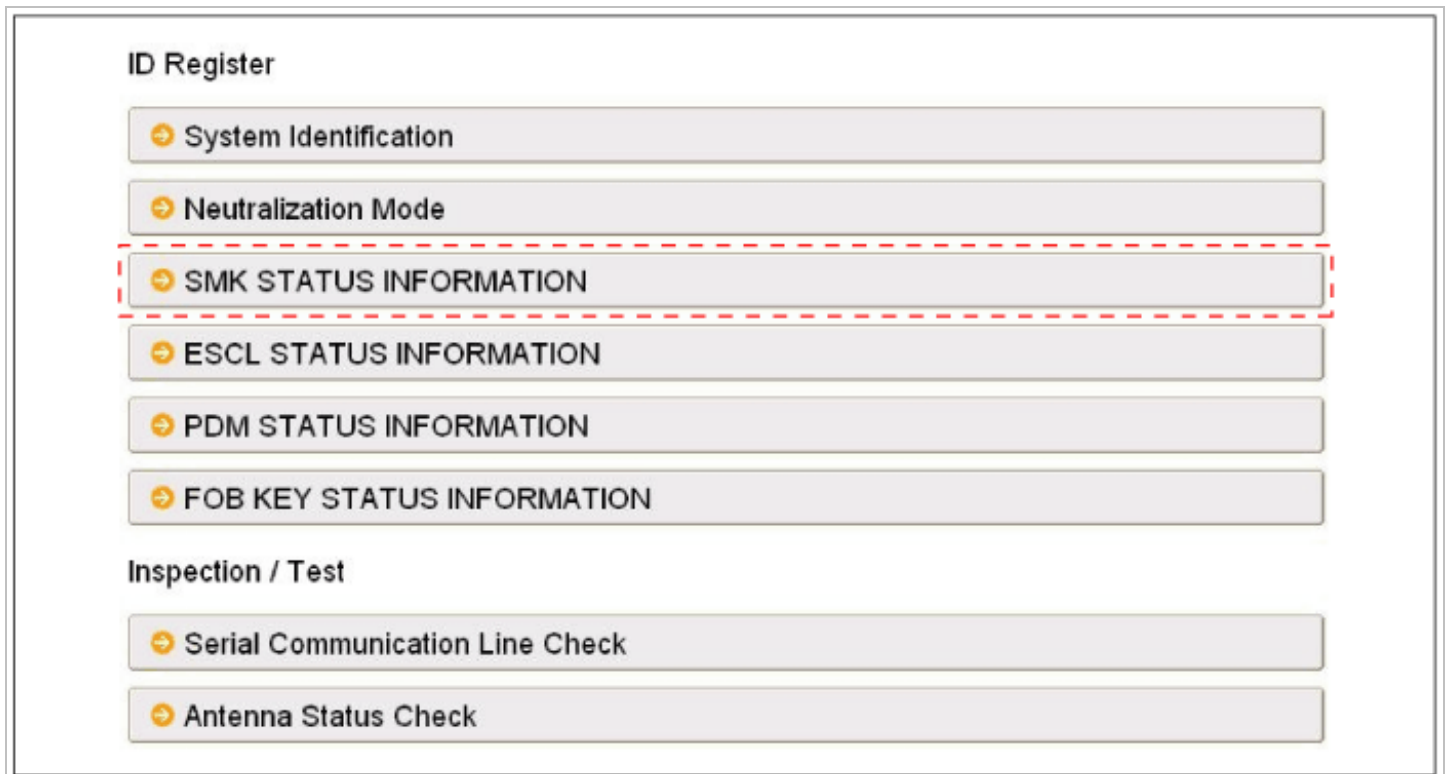 ID Register
System Identification
Neutralization Mode
SMK STATUS INFORMATION
ESCL STATUS INFORMATION
PDM STATUS INFORMATION
FOB KEY STATUS INFORMATION
Inspection / Test
Serial Communication Line Check
Antenna Status Check